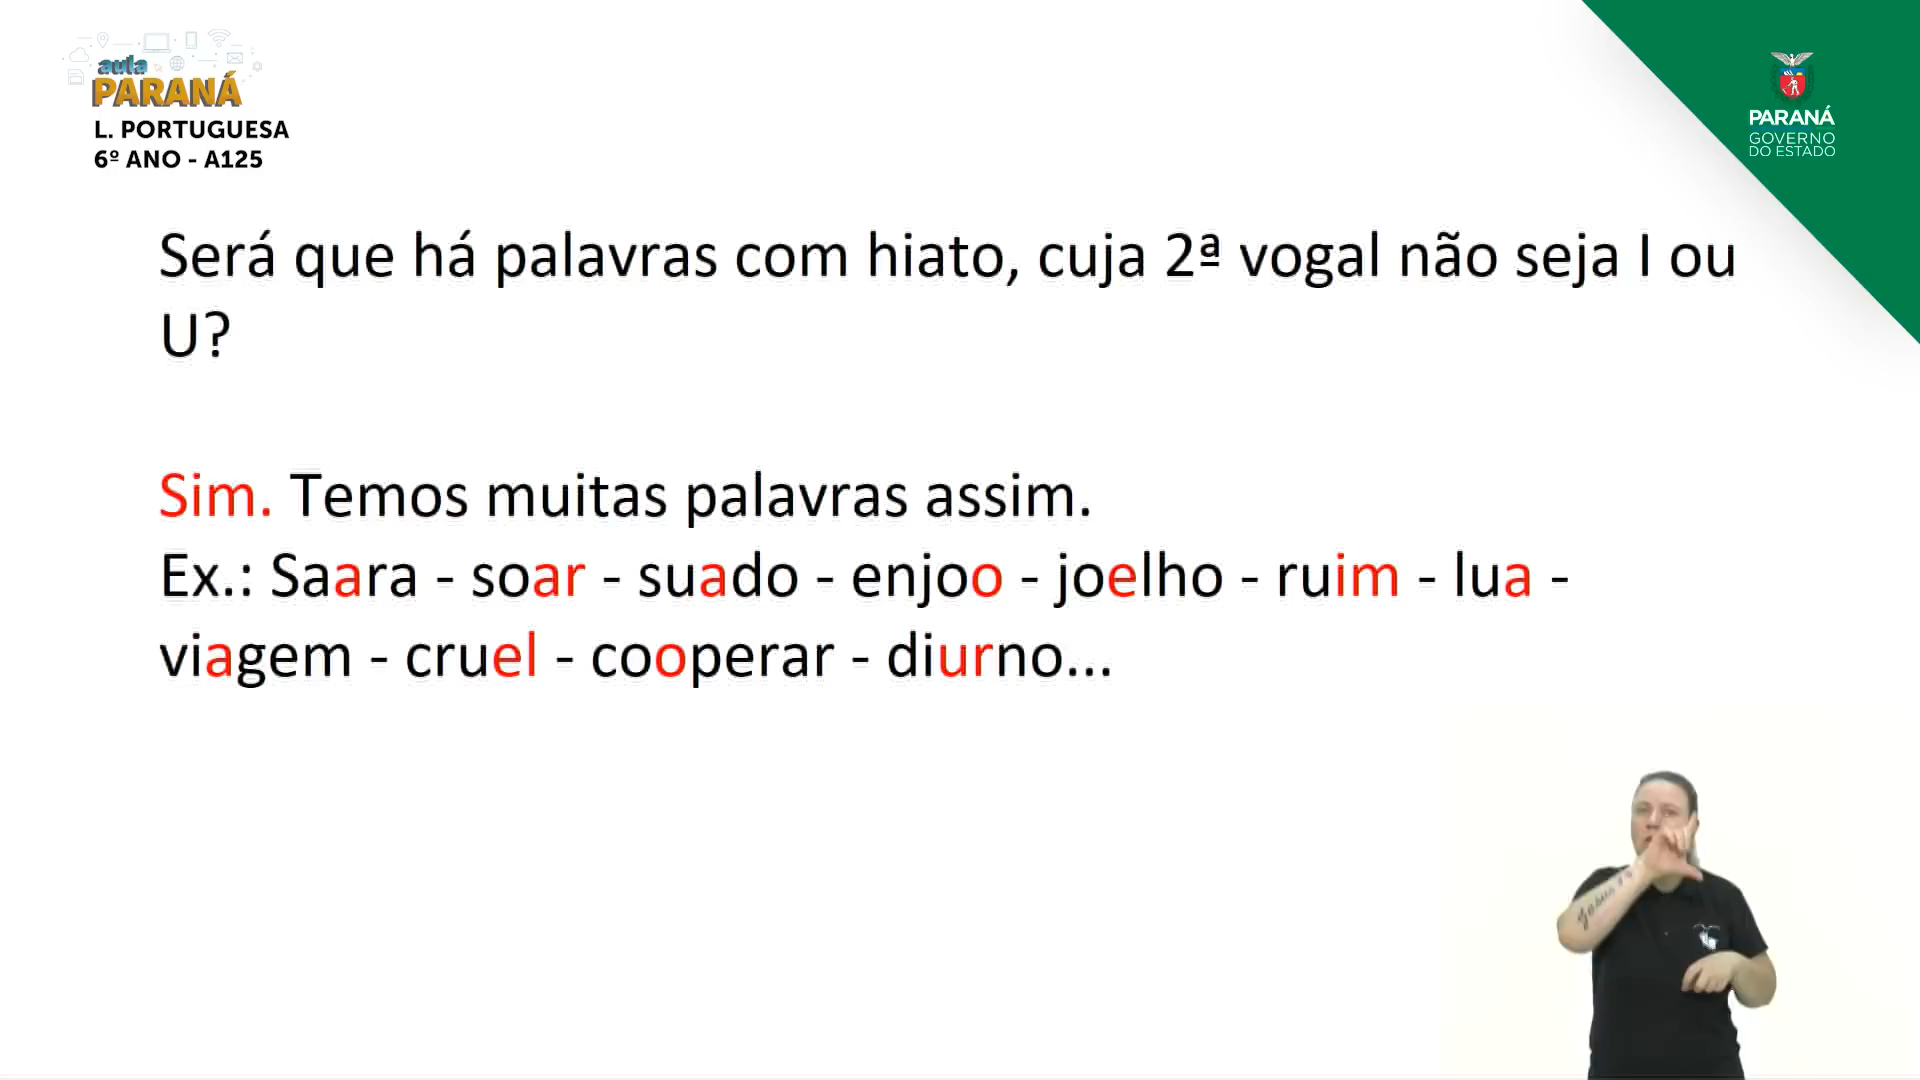 aula
PARANÁ
L. PORTUGUESA
6º ANO - A125
PARANÁ
GOVERNO
DO ESTADO
Será que há palavras com hiato, cuja 2ª vogal não seja I ou
U?
Sim. Temos muitas palavras assim.
Ex.: Saara - soar - suado - enjoo - joelho - ruim - lua -
viagem - cruel - cooperar - diurno...